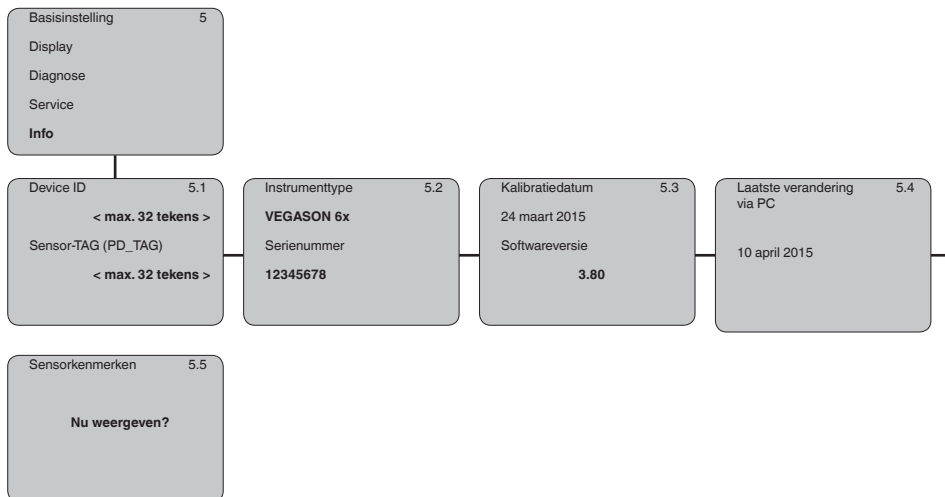 Basisinstelling 5
Display
Diagnose
Service
Info
Device ID 5.1
< max. 32 tekens >
Sensor-TAG (PD_TAG)
< max. 32 tekens >
Instrumenttype 5.2
VEGASON 6x
Serienummer
12345678
Kalibratiedatum 5.3
24 maart 2015
Softwareversie
3.80
Laatste verandering 5.4
via PC
10 april 2015
Sensorkenmerken 5.5
Nu weergeven?